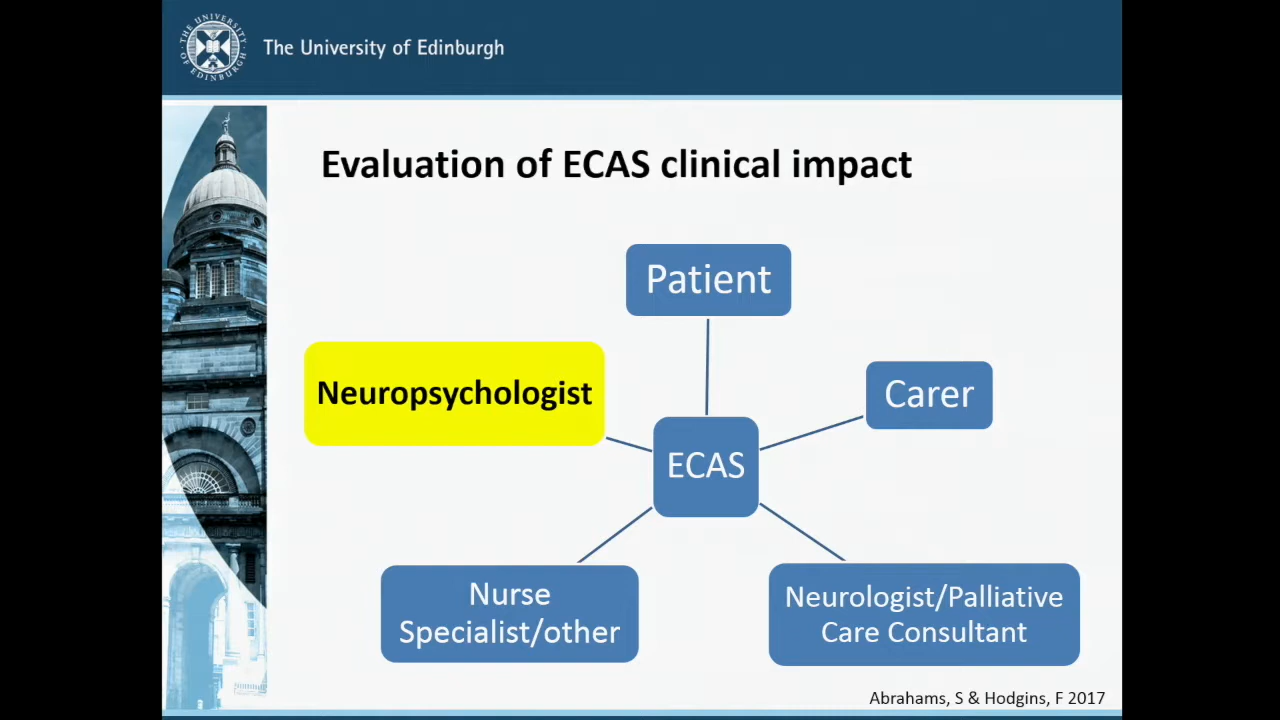 THE UNIVERSITY OF EDINBURGH
The University of Edinburgh
Evaluation of ECAS clinical impact
Patient
Neuropsychologist
Carer
ECAS
Nurse
Specialist/other
Neurologist/Palliative
Care Consultant
Abrahams, S & Hodgins, F 2017